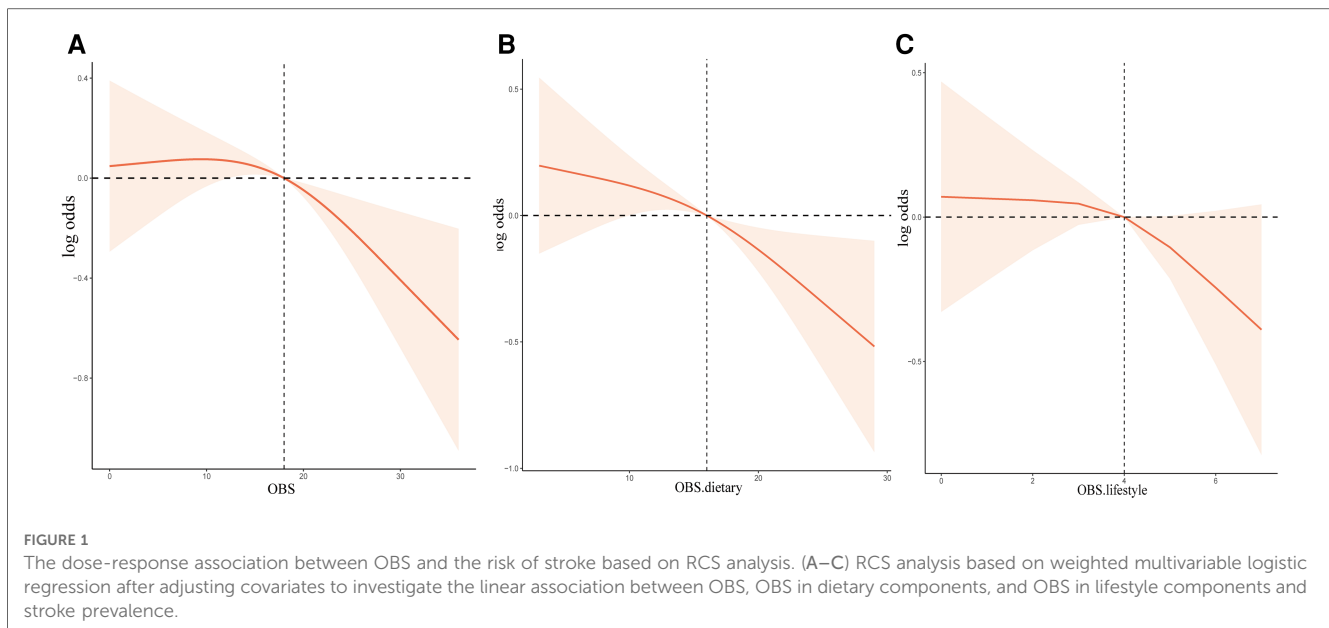 A
B
C
0.4
0.0
−0.4
−0.8
log odds
0
10
20
30
OBS
0.5
0.0
−0.5
−1.0
log odds
10
20
30
OBS.dietary
0.5
0.0
−0.5
log odds
0
2
4
6
OBS.lifestyle
FIGURE 1
The dose-response association between OBS and the risk of stroke based on RCS analysis. (A–C) RCS analysis based on weighted multivariable logistic
regression after adjusting covariates to investigate the linear association between OBS, OBS in dietary components, and OBS in lifestyle components and
stroke prevalence.